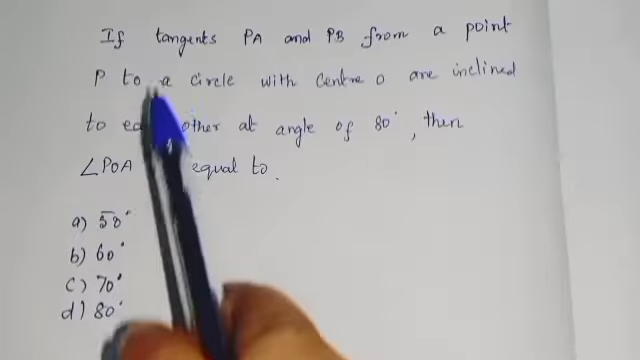 If tangents PA and PB from a point
P to a circle with centre O are inclined
to other at angle of 80°, then
∠POA equal to.
a) 50°
b) 60°
c) 70°
d) 80°